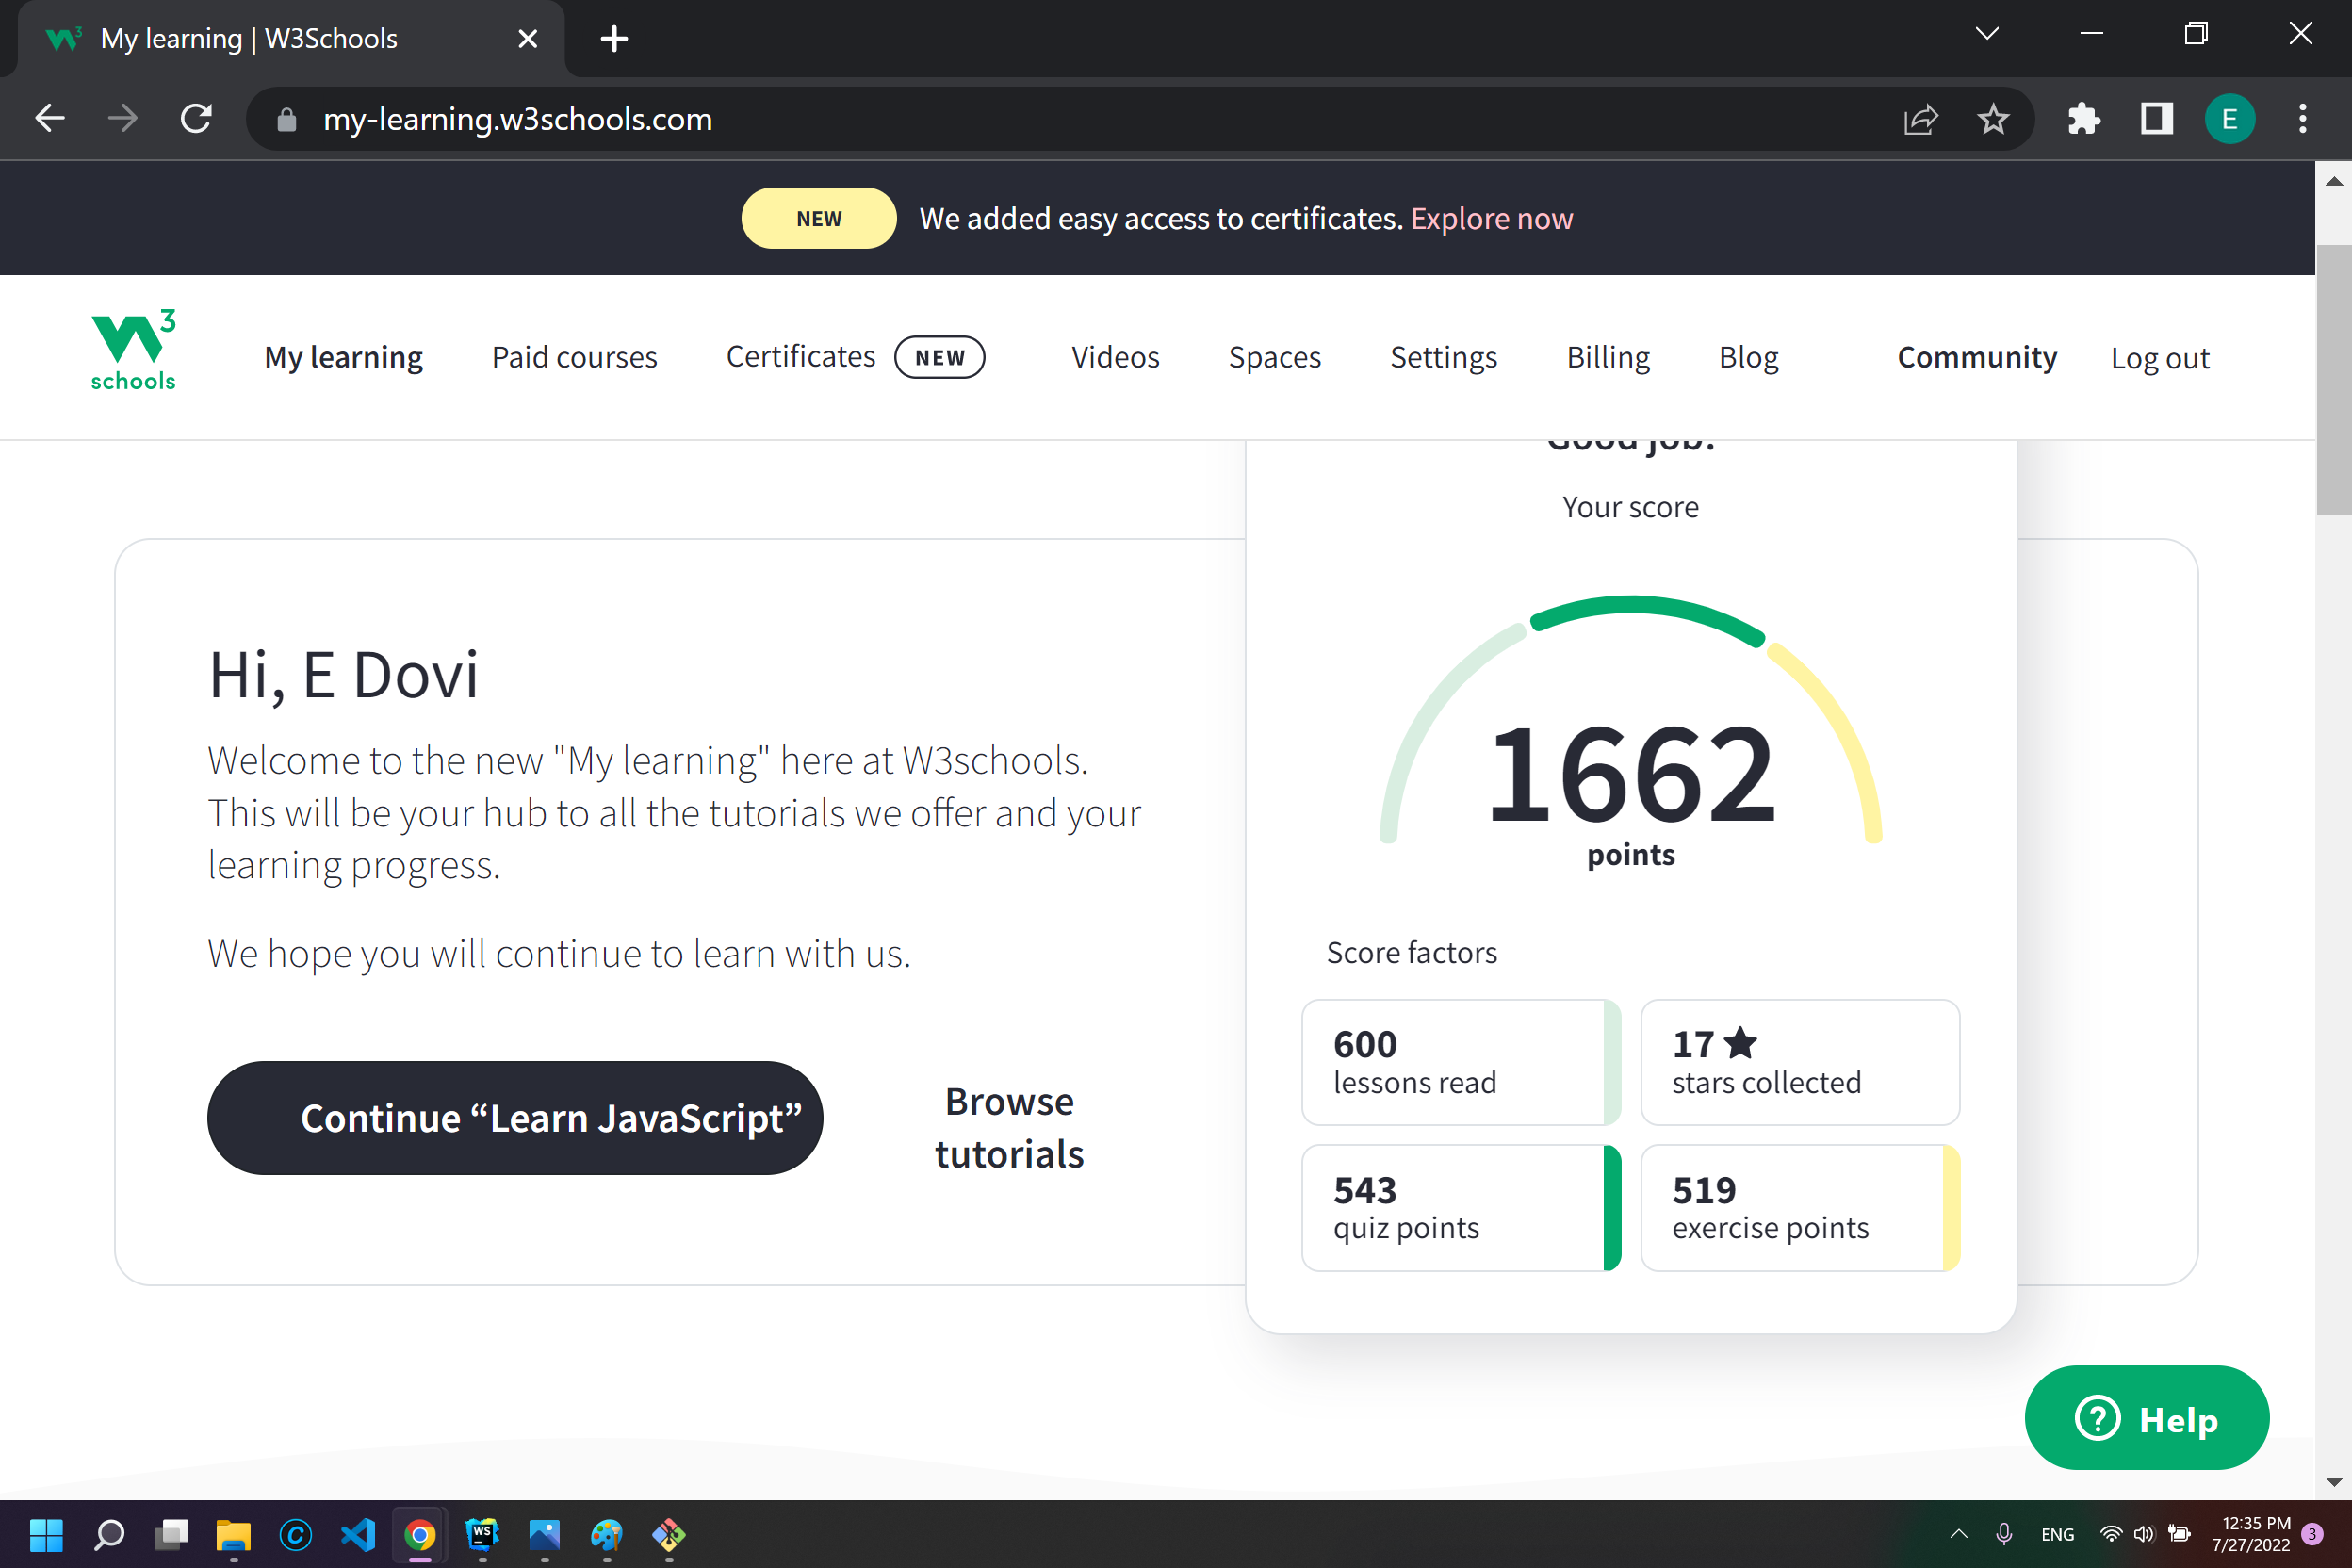 My learning | W3Schools
my-learning.w3schools.com
NEW We added easy access to certificates. Explore now
W3 schools
My learning Paid courses Certificates NEW Videos Spaces Settings Billing Blog Community Log out
Good job!
Your score
1662
points
Hi, E Dovi
Welcome to the new "My learning" here at W3schools.
This will be your hub to all the tutorials we offer and your
learning progress.
We hope you will continue to learn with us.
Continue “Learn JavaScript”
Browse
tutorials
Score factors
600
lessons read
17
stars collected
543
quiz points
519
exercise points
? Help
E
WS
ENG
12:35 PM
7/27/2022
3